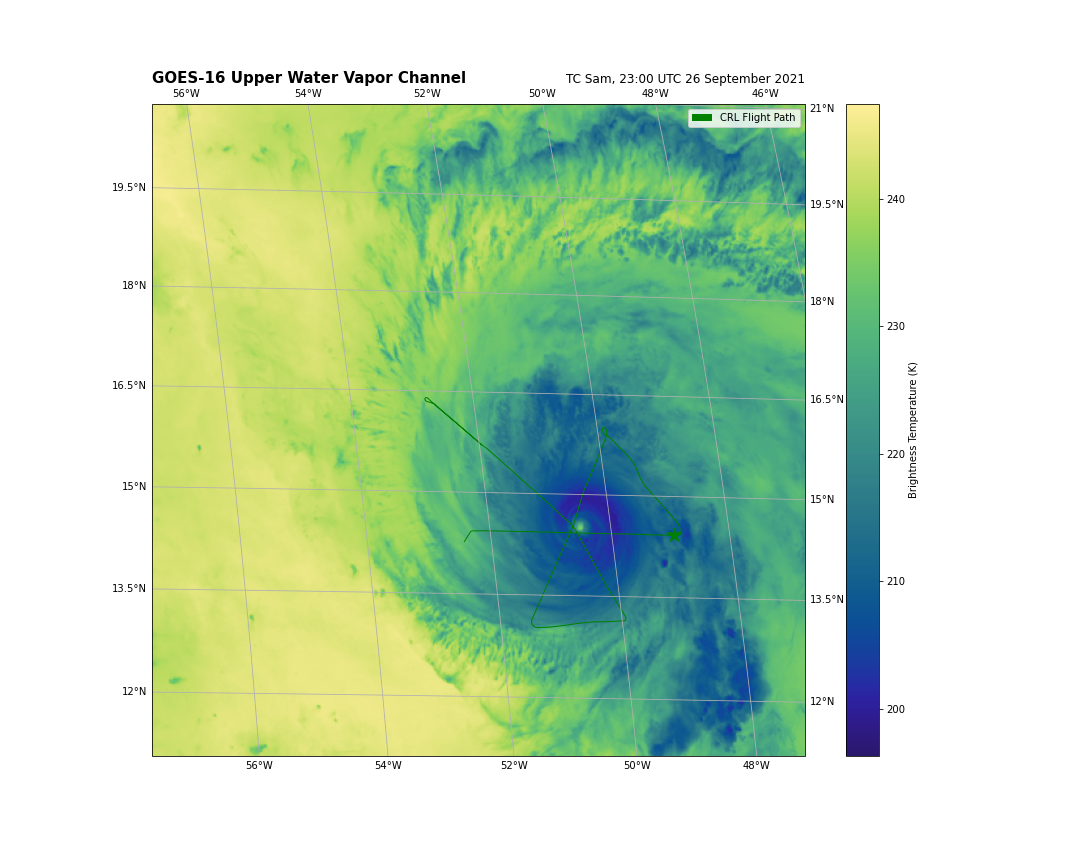 GOES-16 Upper Water Vapor Channel
TC Sam, 23:00 UTC 26 September 2021
56°W 54°W 52°W 50°W 48°W 46°W
21°N
CRL Flight Path
19.5°N
19.5°N
18°N
18°N
16.5°N
16.5°N
15°N
15°N
13.5°N
13.5°N
12°N
12°N
56°W 54°W 52°W 50°W 48°W
240
230
220
210
200
Brightness Temperature (K)